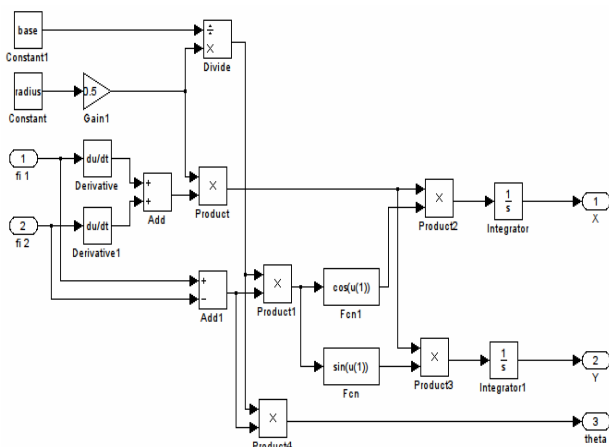 base
÷
×
Constant1
Divide
radius
0.5
Constant
Gain1
1
du/dt
fi 1
Derivative
+
+
×
×
1
s
1
2
du/dt
Add
Product
Product2
Integrator
X
fi 2
Derivative1
+
−
×
cos(u(1))
Add1
Product1
Fcn1
sin(u(1))
×
1
s
2
Fcn
Product3
Integrator1
Y
×
3
Product4
theta